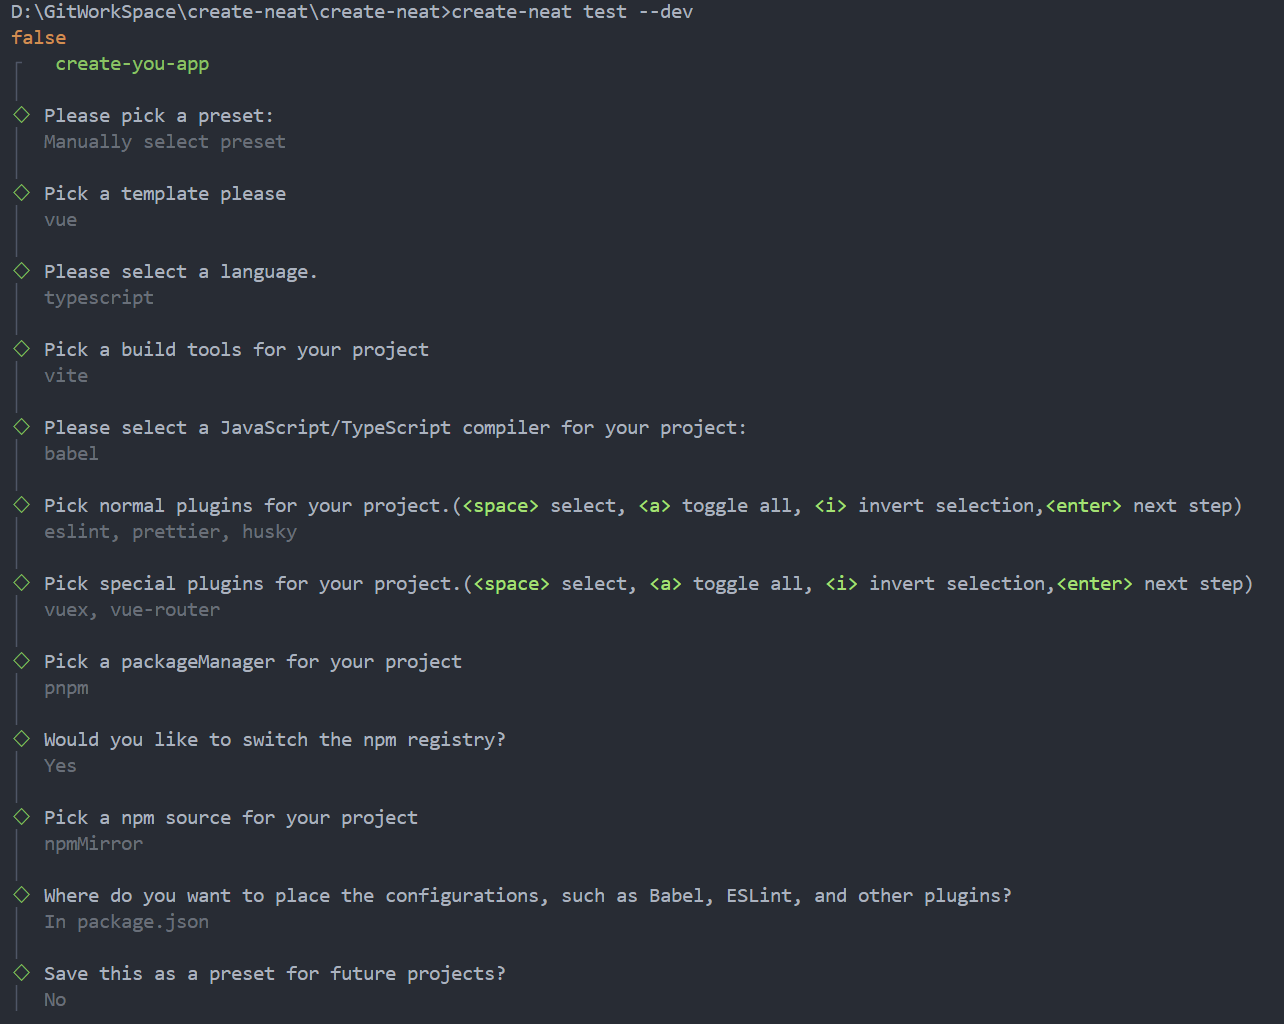 D:\GitWorkSpace\create-neat\create-neat>create-neat test --dev
false
create-you-app
Please pick a preset:
Manually select preset
Pick a template please
vue
Please select a language.
typescript
Pick a build tools for your project
vite
Please select a JavaScript/TypeScript compiler for your project:
babel
Pick normal plugins for your project.(<space> select, <a> toggle all, <i> invert selection,<enter> next step)
eslint, prettier, husky
Pick special plugins for your project.(<space> select, <a> toggle all, <i> invert selection,<enter> next step)
vuex, vue-router
Pick a packageManager for your project
pnpm
Would you like to switch the npm registry?
Yes
Pick a npm source for your project
npmMirror
Where do you want to place the configurations, such as Babel, ESLint, and other plugins?
In package.json
Save this as a preset for future projects?
No